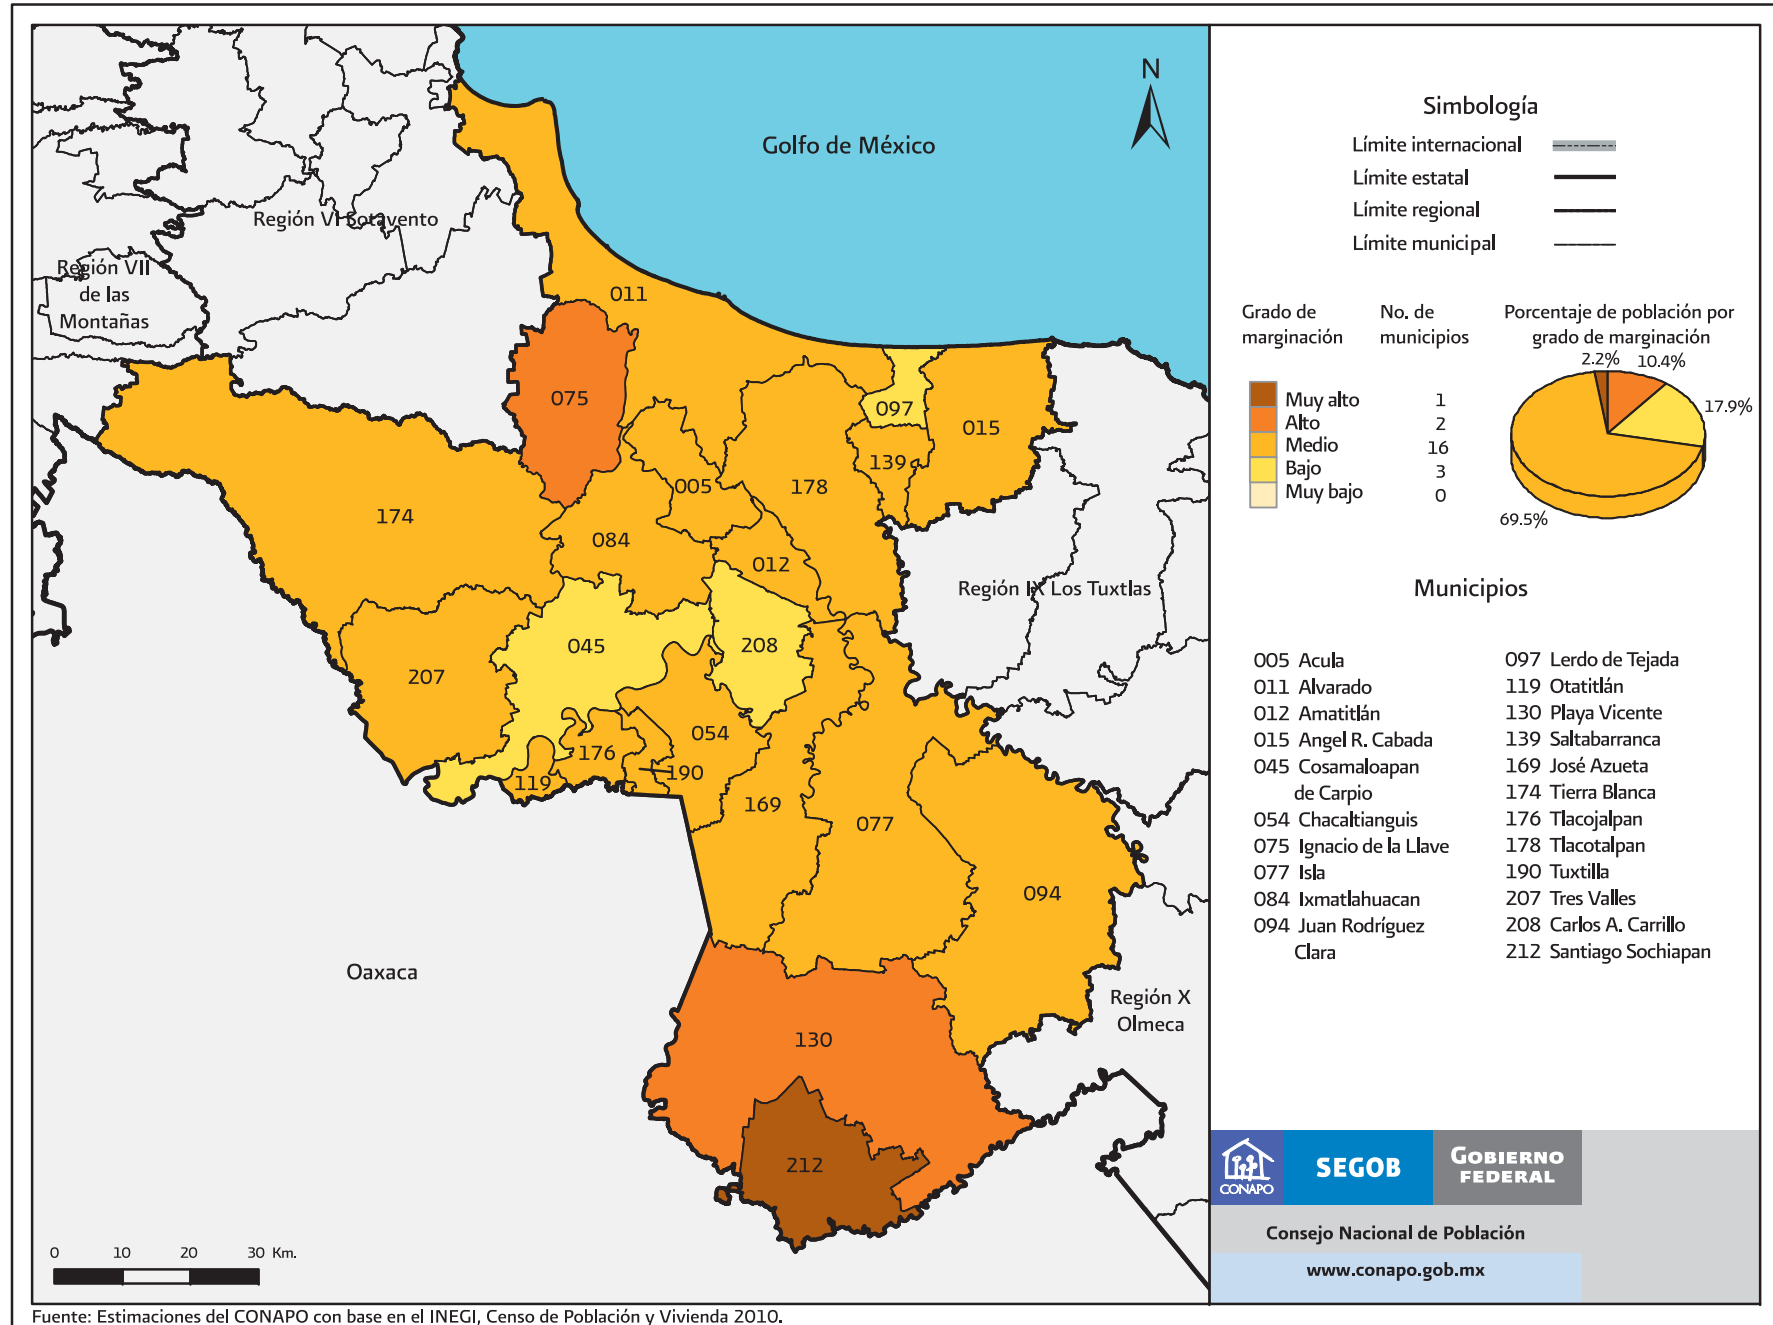 Golfo de México
N
Región VI Sotavento
Región VII
de las
Montañas
011
075
097
015
139
005
178
174
084
012
Región IX Los Tuxtlas
045
208
207
054
176
190
119
169
077
094
Oaxaca
Región X
Olmeca
130
212
0 10 20 30 Km.
Simbología
Límite internacional
Límite estatal
Límite regional
Límite municipal
Grado de
marginación
No. de
municipios
Muy alto 1
Alto 2
Medio 16
Bajo 3
Muy bajo 0
Porcentaje de población por
grado de marginación
2.2%
10.4%
17.9%
69.5%
Municipios
005 Acula
011 Alvarado
012 Amatitlán
015 Angel R. Cabada
045 Cosamaloapan
de Carpio
054 Chacaltianguis
075 Ignacio de la Llave
077 Isla
084 Ixmatlahuacan
094 Juan Rodríguez
Clara
097 Lerdo de Tejada
119 Otatitlán
130 Playa Vicente
139 Saltabarranca
169 José Azueta
174 Tierra Blanca
176 Tlacojalpan
178 Tlacotalpan
190 Tuxtilla
207 Tres Valles
208 Carlos A. Carrillo
212 Santiago Sochiapan
CONAPO
SEGOB
GOBIERNO
FEDERAL
Consejo Nacional de Población
www.conapo.gob.mx
Fuente: Estimaciones del CONAPO con base en el INEGI, Censo de Población y Vivienda 2010.